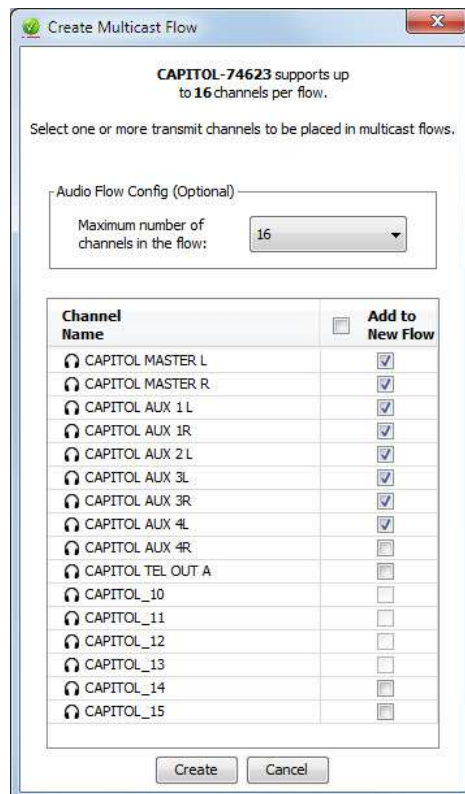 Create Multicast Flow
CAPITOL-74623 supports up
to 16 channels per flow.
Select one or more transmit channels to be placed in multicast flows.
Audio Flow Config (Optional)
Maximum number of
channels in the flow:
16
Channel
Name
Add to
New Flow
CAPITOL MASTER L
CAPITOL MASTER R
CAPITOL AUX 1 L
CAPITOL AUX 1R
CAPITOL AUX 2 L
CAPITOL AUX 3L
CAPITOL AUX 3R
CAPITOL AUX 4L
CAPITOL AUX 4R
CAPITOL TEL OUT A
CAPITOL_10
CAPITOL_11
CAPITOL_12
CAPITOL_13
CAPITOL_14
CAPITOL_15
Create
Cancel